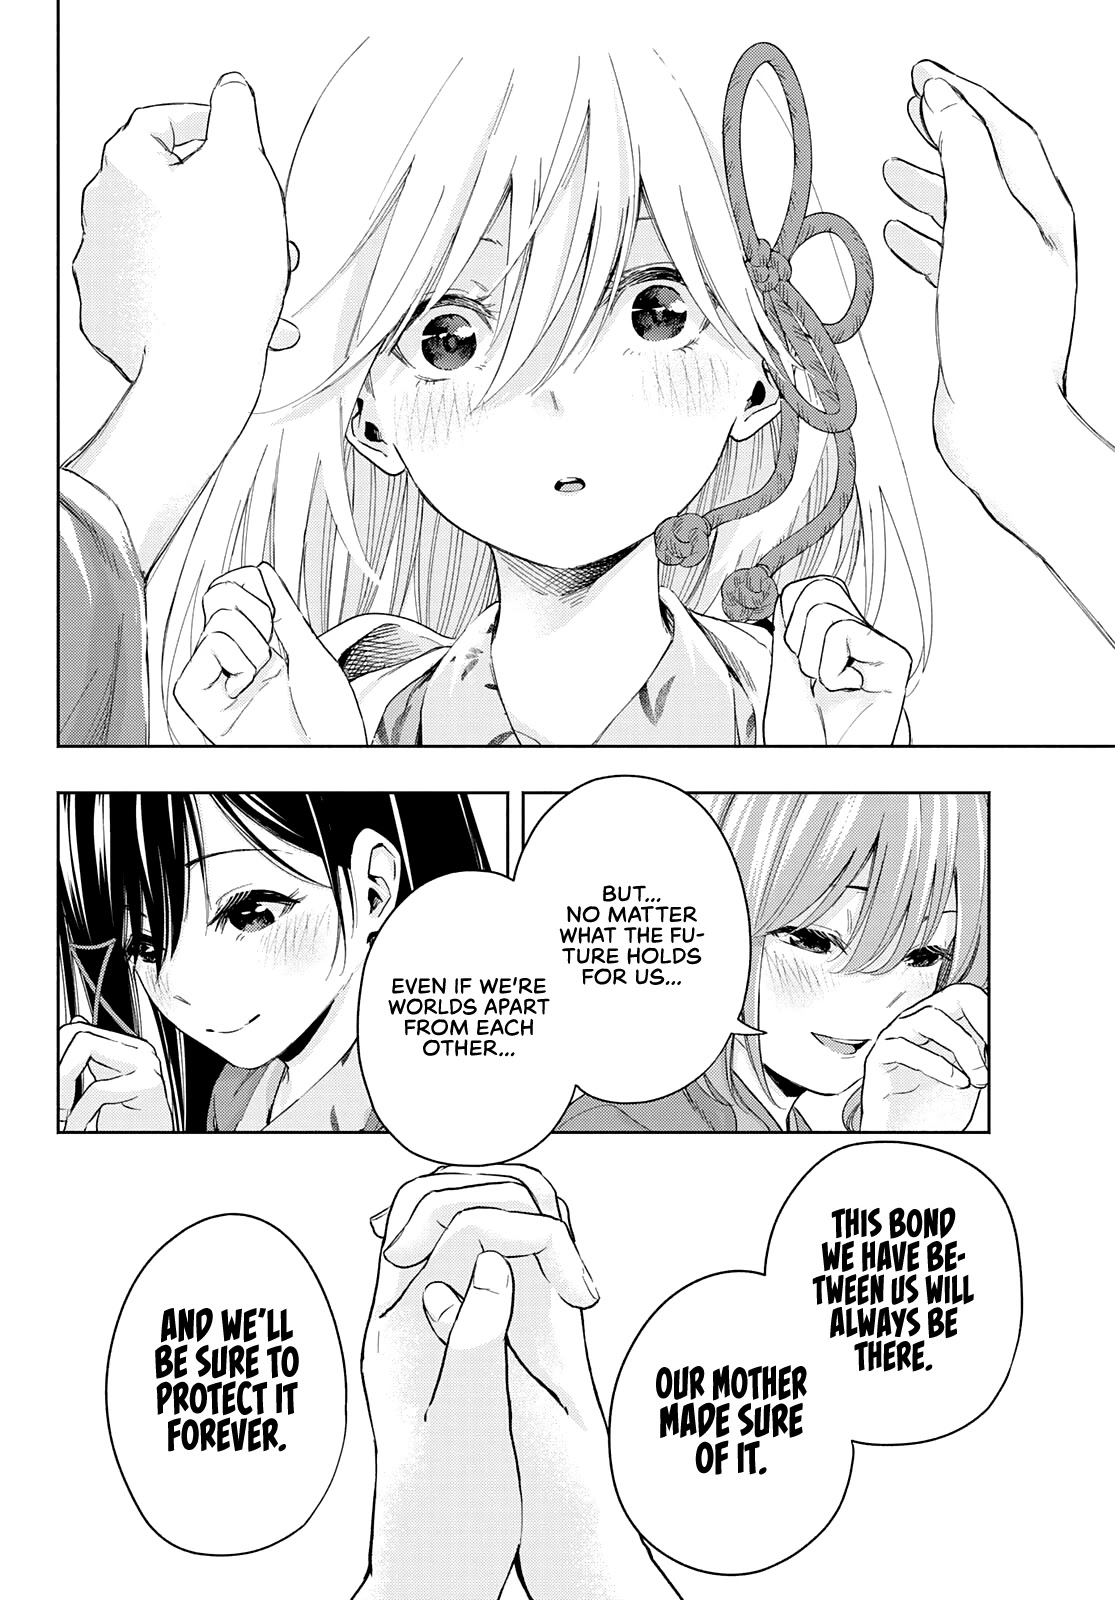 BUT...
NO MATTER
WHAT THE FU-
TURE HOLDS
FOR US...
EVEN IF WE'RE
WORLDS APART
FROM EACH
OTHER...
THIS BOND
WE HAVE BE-
TWEEN US WILL
ALWAYS BE
THERE.
OUR MOTHER
MADE SURE
OF IT.
AND WE'LL
BE SURE TO
PROTECT IT
FOREVER.